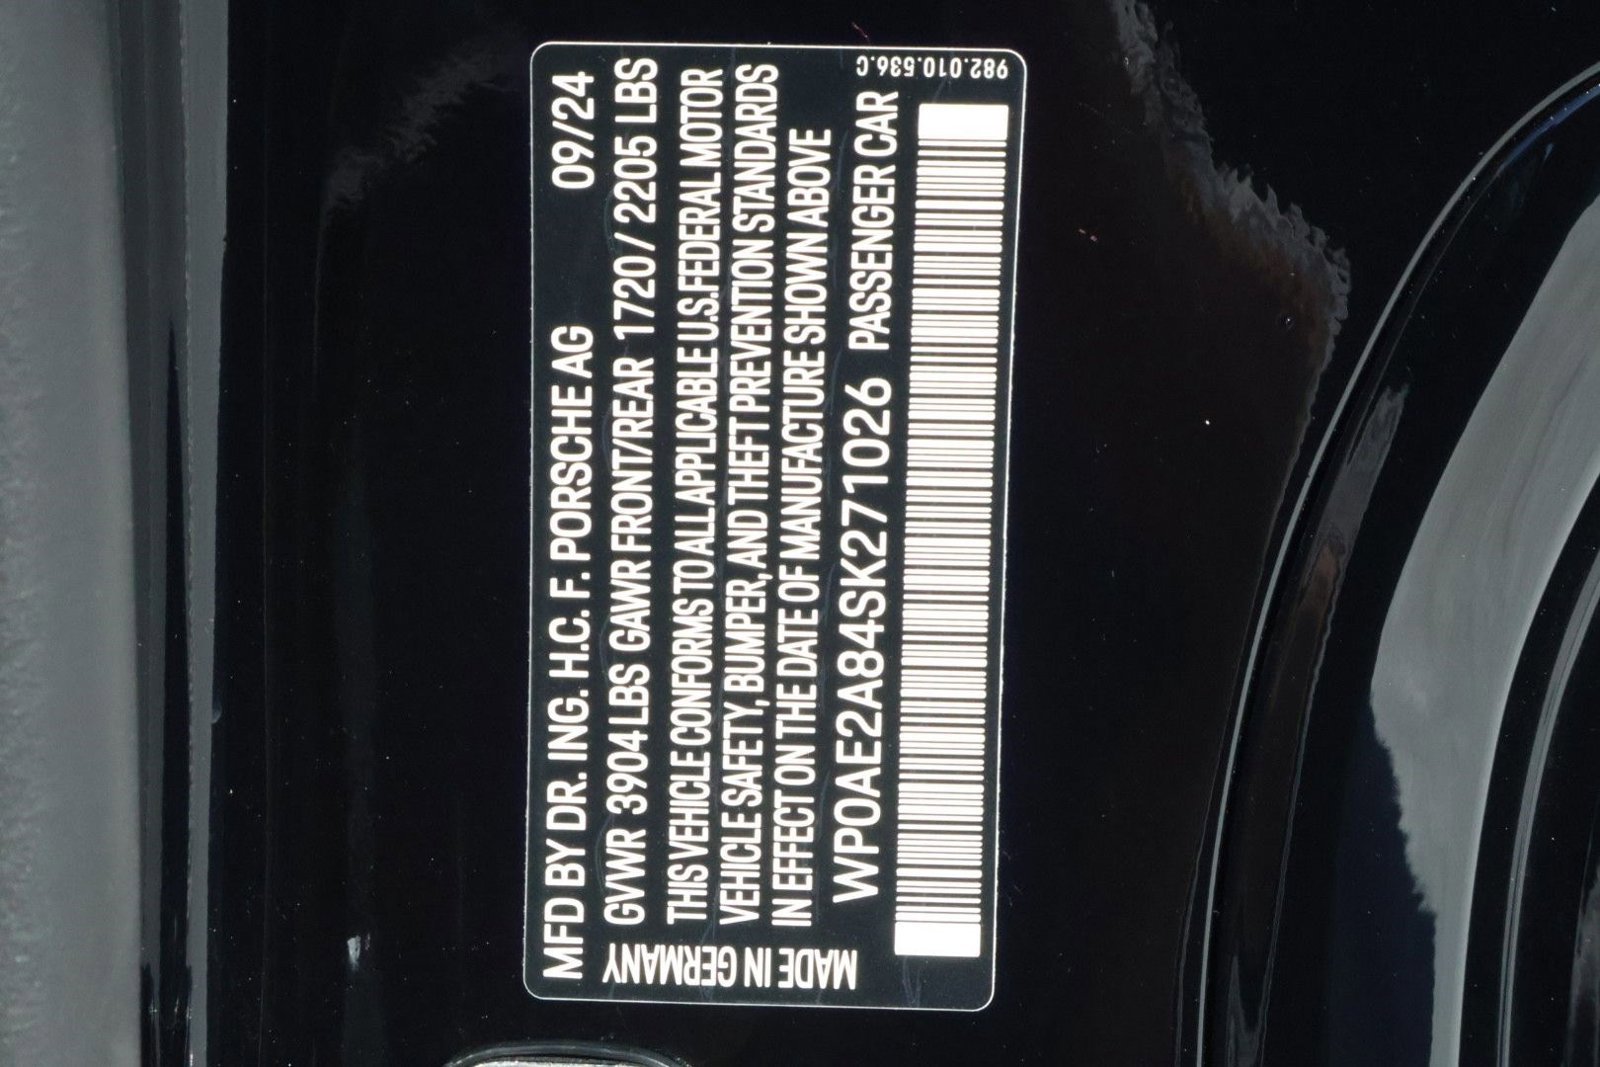 MFD BY DR. ING. H.C. F. PORSCHE AG 09/24
GVWR 3904 LBS GAWR FRONT/REAR 1720 / 2205 LBS
THIS VEHICLE CONFORMS TO ALL APPLICABLE U.S. FEDERAL MOTOR
VEHICLE SAFETY, BUMPER, AND THEFT PREVENTION STANDARDS
IN EFFECT ON THE DATE OF MANUFACTURE SHOWN ABOVE
WP0AE2A84SK271026 PASSENGER CAR
MADE IN GERMANY
982.010.536.C